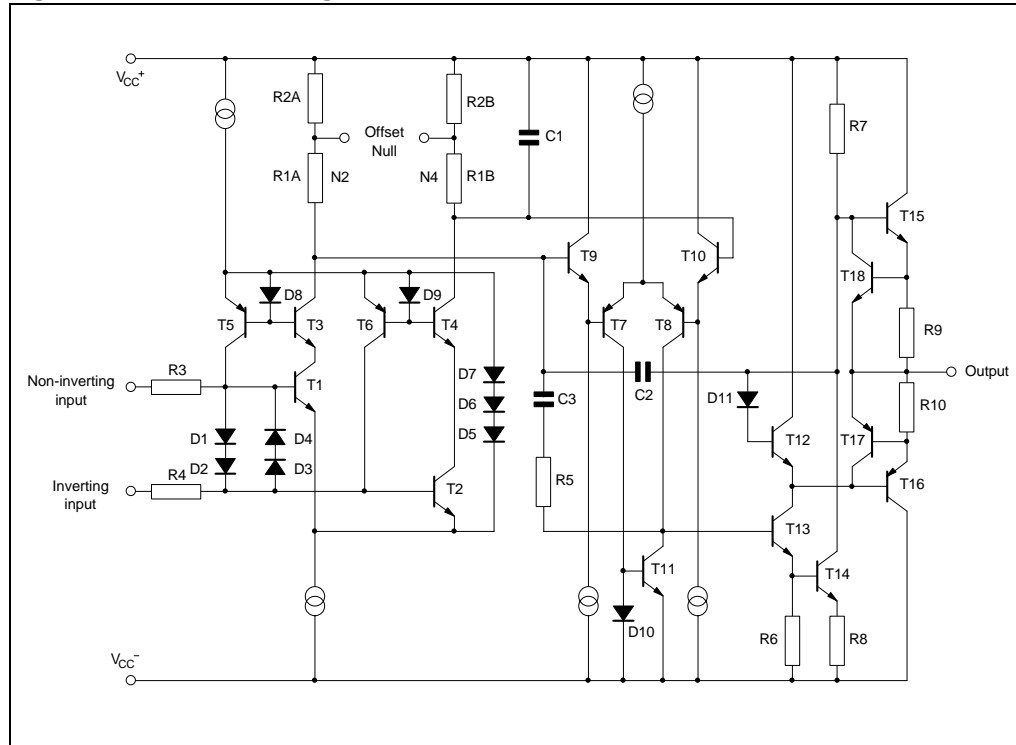 V_CC⁺
R2A
R2B
Offset
Null
C1
R7
R1A
N2
N4
R1B
T15
T9
T10
T18
D8
D9
T5
T3
T6
T4
T7
T8
R9
D7
Non-inverting
input
R3
T1
D6
C3
C2
D11
Output
R10
D5
T12
T17
D1
D4
D2
D3
Inverting
input
R4
T2
R5
T16
T13
T11
T14
D10
R6
R8
V_CC⁻